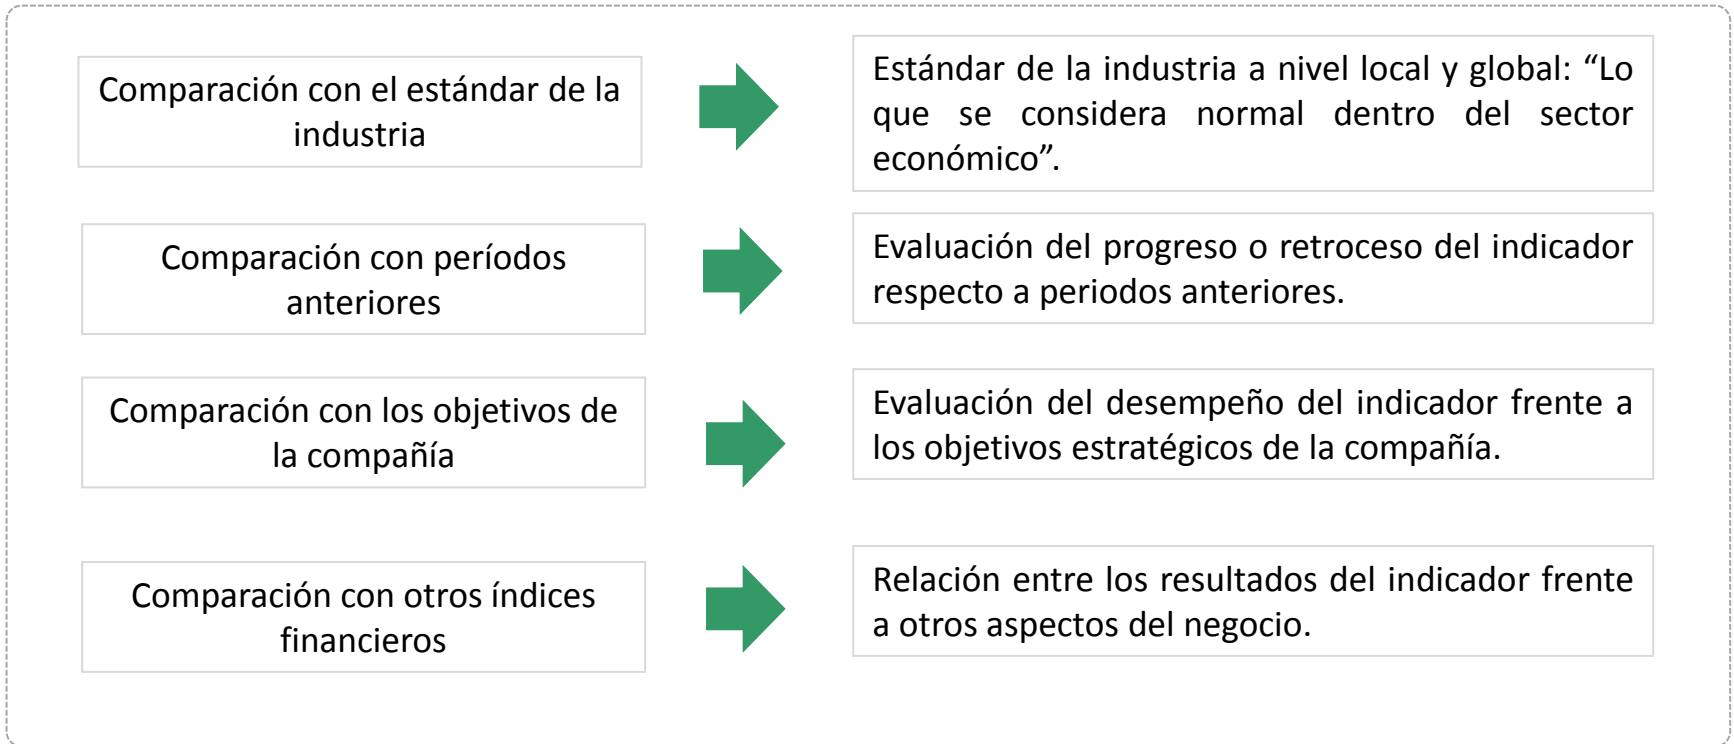 Comparación con el estándar de la
industria
Estándar de la industria a nivel local y global: “Lo
que se considera normal dentro del sector
económico”.
Comparación con períodos
anteriores
Evaluación del progreso o retroceso del indicador
respecto a periodos anteriores.
Comparación con los objetivos de
la compañía
Evaluación del desempeño del indicador frente a
los objetivos estratégicos de la compañía.
Comparación con otros índices
financieros
Relación entre los resultados del indicador frente
a otros aspectos del negocio.